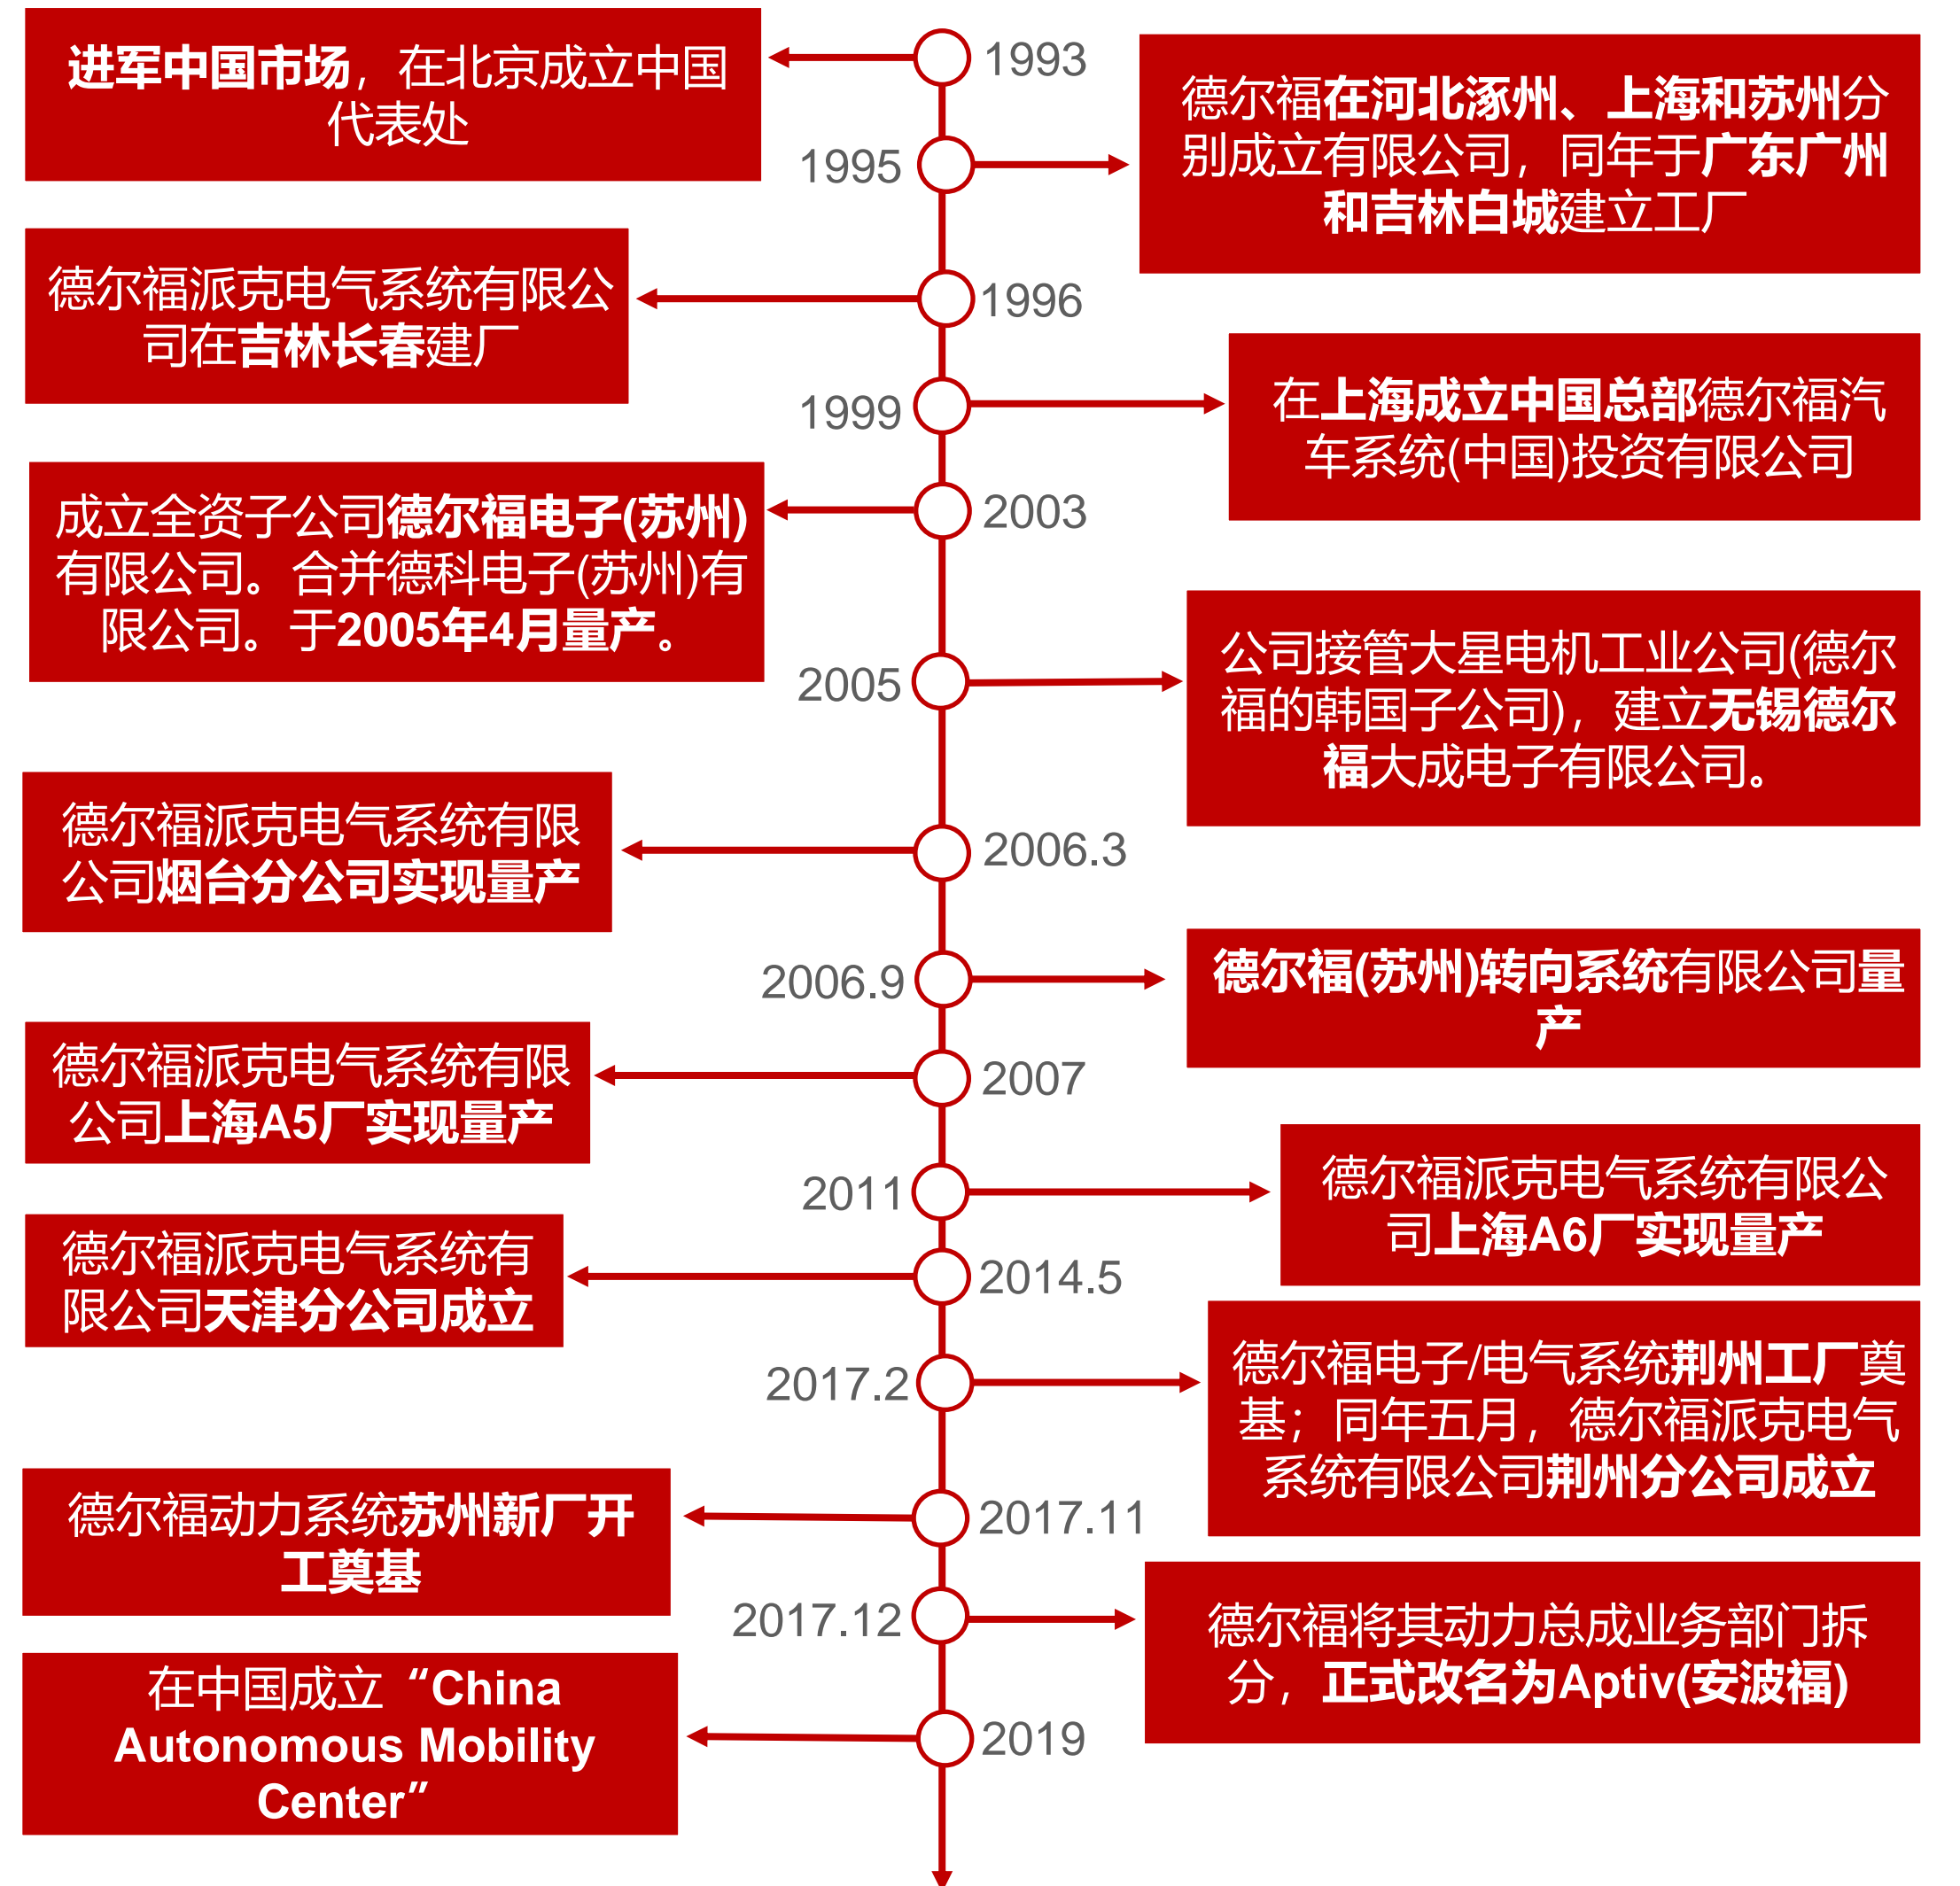 1993
进军中国市场，在北京成立中国
代表处
1995
德尔福在河北涿州、上海和苏州分
别成立有限公司，同年于广东广州
和吉林白城建立工厂
1996
德尔福派克电气系统有限公
司在吉林长春建厂
1999
在上海成立中国总部德尔福汽
车系统(中国)投资有限公司
2003
成立全资子公司德尔福电子(苏州)
有限公司。合并德科电子(苏州)有
限公司。于2005年4月量产。
2005
公司接管大星电机工业公司(德尔
福的韩国子公司)，建立无锡德尔
福大成电子有限公司。
2006.3
德尔福派克电气系统有限
公司烟台分公司实现量产
2006.9
德尔福(苏州)转向系统有限公司量
产
2007
德尔福派克电气系统有限
公司上海A5厂实现量产
2011
德尔福派克电气系统有限公
司上海A6厂实现量产
2014.5
德尔福派克电气系统有
限公司天津分公司成立
2017.2
德尔福电子/电气系统荆州工厂奠
基；同年五月，德尔福派克电气
系统有限公司荆州分公司成立
2017.11
德尔福动力系统苏州新厂开
工奠基
2017.12
德尔福将其动力总成业务部门拆
分，正式改名为Aptiv(安波福)
2019
在中国成立“China
Autonomous Mobility
Center”